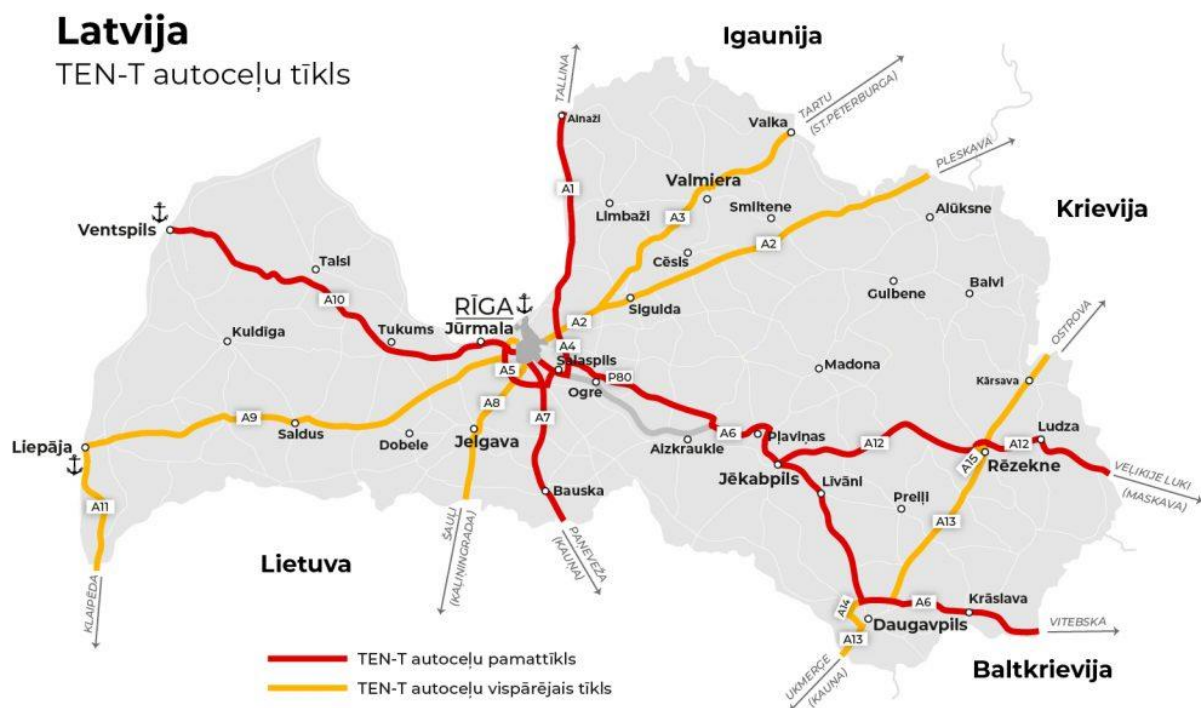 Latvija
TEN-T autoceļu tīkls
Igaunija
TALLINA
Ainaži
Valka
TARTU
(ST.PĒTERBURGA)
PLESKAVA
A1
Valmiera
Limbaži
A3
Smiltene
Alūksne
Krievija
A2
Ventspils
Cēsis
Talsi
Gulbene
Balvi
A10
RĪGA
Sigulda
Jūrmala
A2
OSTROVA
Kuldīga
Tukums
A4
A5
Salaspils
P80
Madona
Kārsava
Ogre
A8
A9
A7
Saldus
Dobele
Jelgava
Liepāja
Aizkraukle
A6
Pļaviņas
A12
A12
Ludza
A15
Rēzekne
Jēkabpils
VEĻIKIJE LUKI
(MASKAVA)
Bauska
Līvāni
Preiļi
A11
A13
ŠAUĻI
(KAĻIŅINGRADA)
PANEVĒŽA
(KAUŅA)
Lietuva
KLAIPĒDA
A6
Krāslava
A14
Daugavpils
VITEBSKA
A13
TEN-T autoceļu pamattīkls
UKMERĢE
(KAUŅA)
Baltkrievija
TEN-T autoceļu vispārējais tīkls